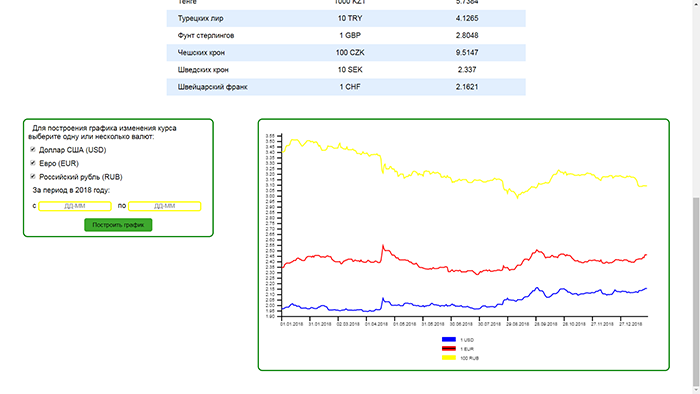 Тенге 1000 KZT 5.7384
Турецких лир 10 TRY 4.1265
Фунт стерлингов 1 GBP 2.8048
Чешских крон 100 CZK 9.5147
Шведских крон 10 SEK 2.337
Швейцарский франк 1 CHF 2.1621
Для построения графика изменения курса
выберите одну или несколько валют:
Доллар США (USD)
Евро (EUR)
Российский рубль (RUB)
За период в 2018 году:
с ДД-ММ по ДД-ММ
Построить график
3.55
3.50
3.45
3.40
3.35
3.30
3.25
3.20
3.15
3.10
3.05
3.00
2.95
2.90
2.85
2.80
2.75
2.70
2.65
2.60
2.55
2.50
2.45
2.40
2.35
2.30
2.25
2.20
2.15
2.10
2.05
2.00
1.95
1.90
01.01.2018 31.01.2018 02.03.2018 01.04.2018 01.05.2018 31.05.2018 30.06.2018 30.07.2018 29.08.2018 28.09.2018 28.10.2018 27.11.2018 27.12.2018
1 USD
1 EUR
100 RUB